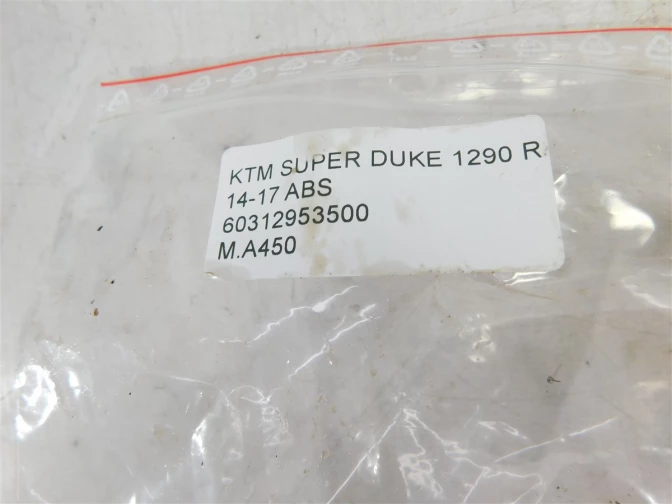 KTM SUPER DUKE 1290 R
14-17 ABS
60312953500
M.A450